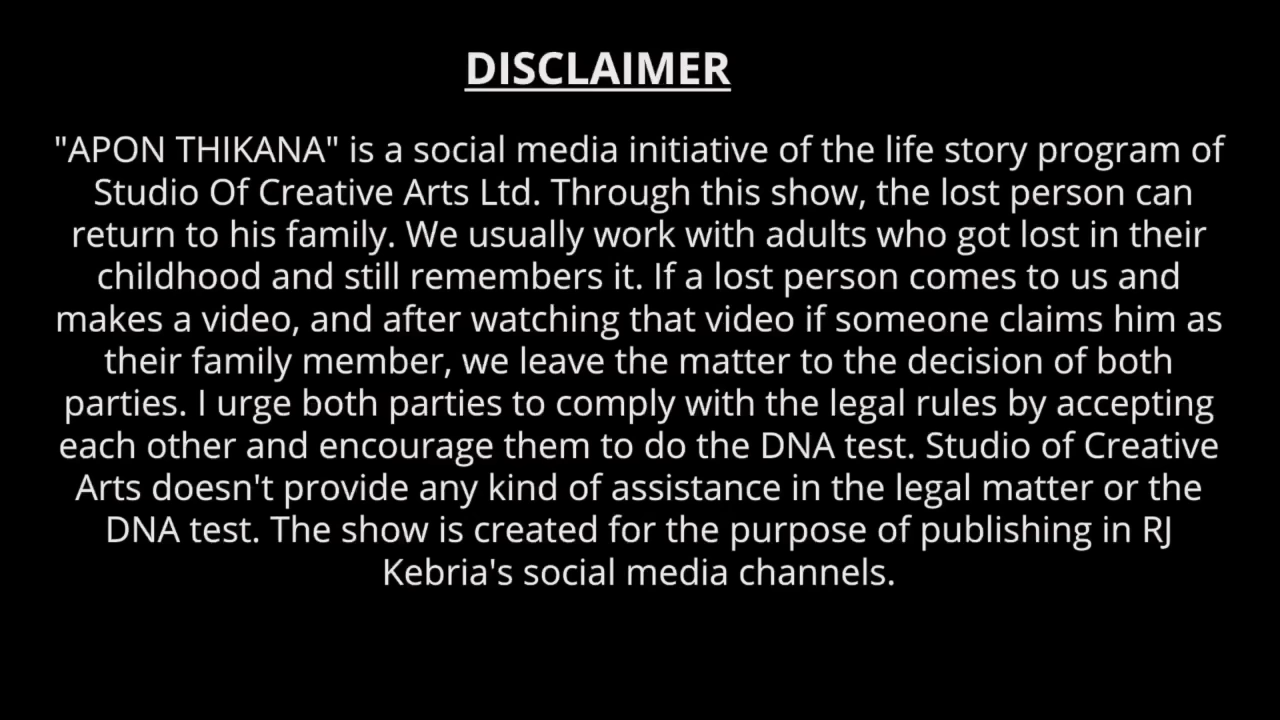 DISCLAIMER
"APON THIKANA" is a social media initiative of the life story program of
Studio Of Creative Arts Ltd. Through this show, the lost person can
return to his family. We usually work with adults who got lost in their
childhood and still remembers it. If a lost person comes to us and
makes a video, and after watching that video if someone claims him as
their family member, we leave the matter to the decision of both
parties. I urge both parties to comply with the legal rules by accepting
each other and encourage them to do the DNA test. Studio of Creative
Arts doesn't provide any kind of assistance in the legal matter or the
DNA test. The show is created for the purpose of publishing in RJ
Kebria's social media channels.